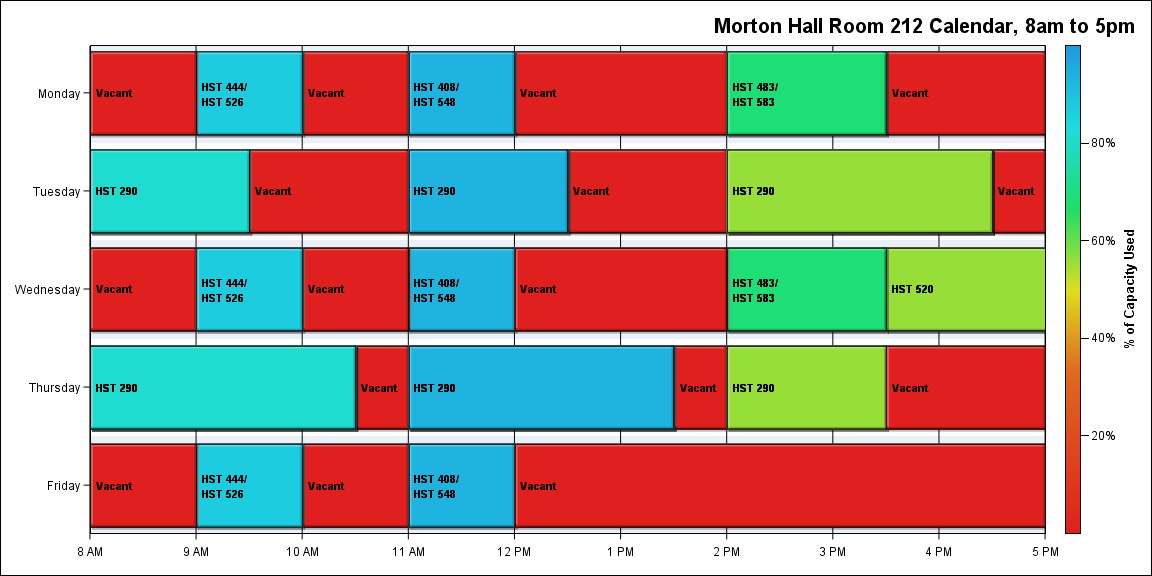 Morton Hall Room 212 Calendar, 8am to 5pm
Monday
Vacant
HST 444/
HST 526
Vacant
HST 408/
HST 548
Vacant
HST 483/
HST 583
Vacant
Tuesday
HST 290
Vacant
HST 290
Vacant
HST 290
Vacant
Wednesday
Vacant
HST 444/
HST 526
Vacant
HST 408/
HST 548
Vacant
HST 483/
HST 583
HST 520
Thursday
HST 290
Vacant
HST 290
Vacant
HST 290
Vacant
Friday
Vacant
HST 444/
HST 526
Vacant
HST 408/
HST 548
Vacant
8 AM
9 AM
10 AM
11 AM
12 PM
1 PM
2 PM
3 PM
4 PM
5 PM
80%
60%
40%
20%
% of Capacity Used